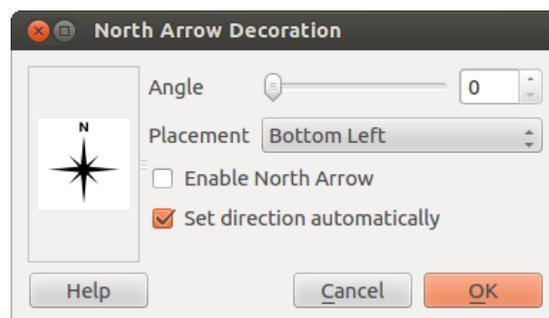 North Arrow Decoration
Angle 0
N
Placement Bottom Left
Enable North Arrow
Set direction automatically
Help Cancel OK